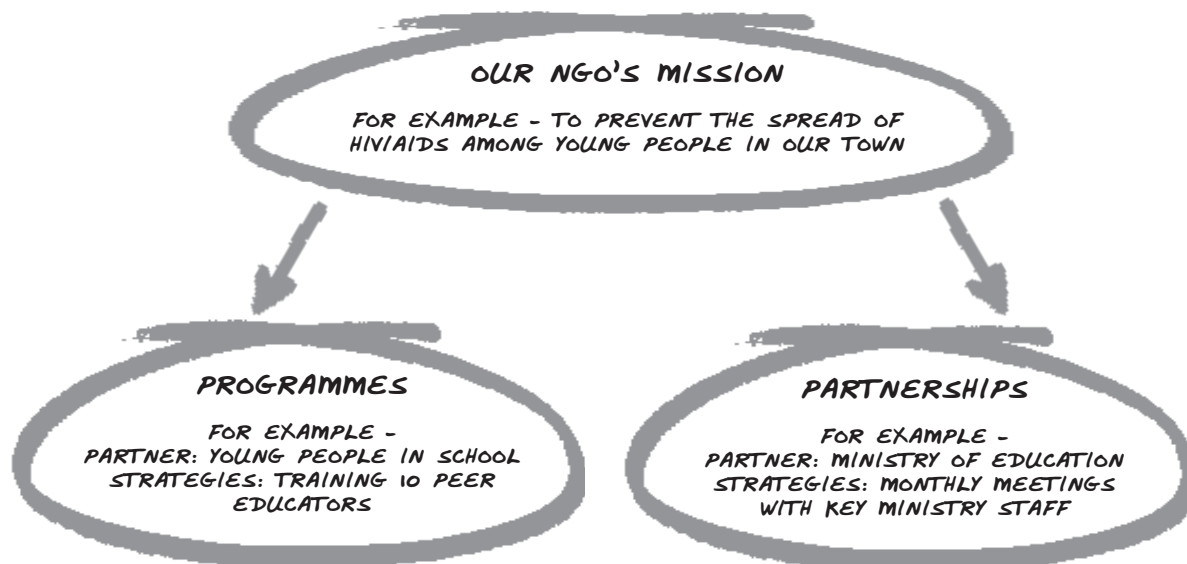 OUR NGO'S MISSION
FOR EXAMPLE - TO PREVENT THE SPREAD OF
HIV/AIDS AMONG YOUNG PEOPLE IN OUR TOWN
PROGRAMMES
FOR EXAMPLE -
PARTNER: YOUNG PEOPLE IN SCHOOL
STRATEGIES: TRAINING 10 PEER
EDUCATORS
PARTNERSHIPS
FOR EXAMPLE -
PARTNER: MINISTRY OF EDUCATION
STRATEGIES: MONTHLY MEETINGS
WITH KEY MINISTRY STAFF